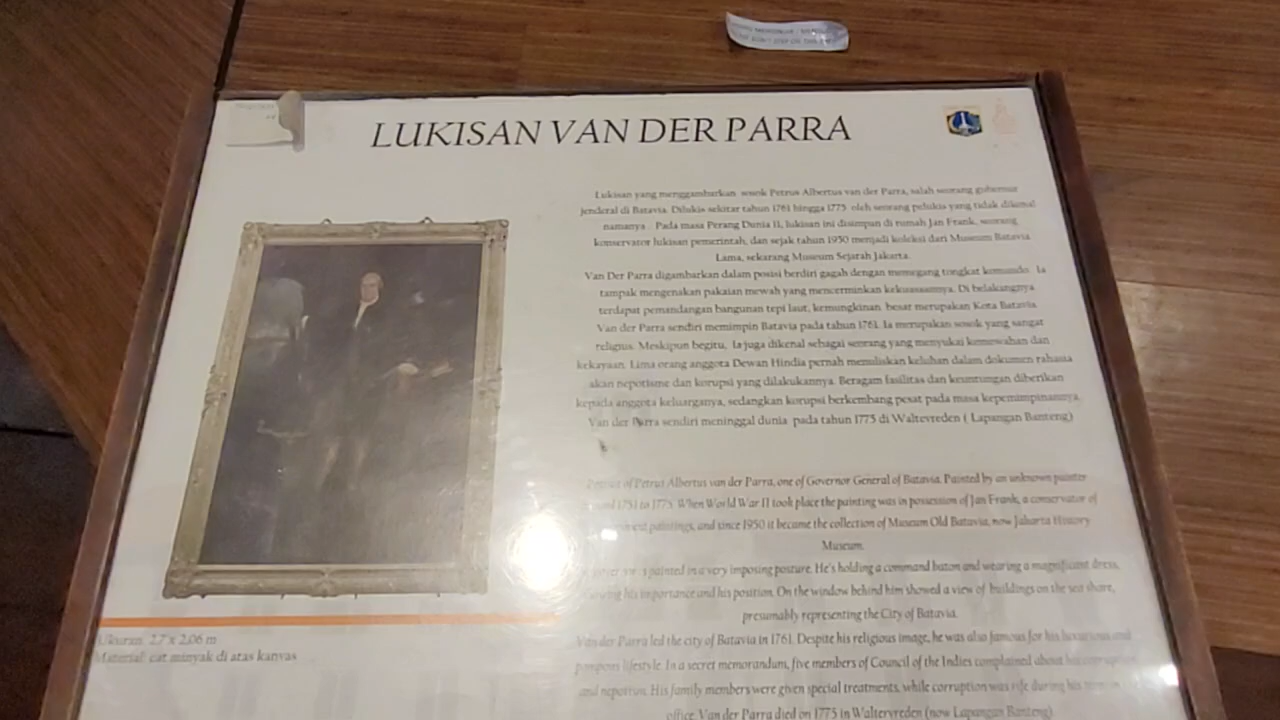 LUKISAN VAN DER PARRA
Lukisan yang menggambarkan sosok Petrus Albertus van der Parra, salah seorang gubernur
jenderal di Batavia. Dilukis sekitar tahun 1761 hingga 1775 oleh seorang pelukis yang tidak dikenal
namanya. Pada masa Perang Dunia II, lukisan ini disimpan di rumah Jan Frank, seorang
konservator lukisan pemerintah, dan sejak tahun 1950 menjadi koleksi dari Museum Batavia
Lama, sekarang Museum Sejarah Jakarta.
Van Der Parra digambarkan dalam posisi berdiri gagah dengan memegang tongkat komando. Ia
tampak mengenakan pakaian mewah yang mencerminkan kekuasaannya. Di belakangnya
terdapat pemandangan bangunan tepi laut, kemungkinan besar merupakan Kota Batavia.
Van der Parra sendiri memimpin Batavia pada tahun 1761. Ia merupakan sosok yang sangat
religius. Meskipun begitu, Ia juga dikenal sebagai seorang yang menyukai kemewahan dan
kekayaan. Lima orang anggota Dewan Hindia pernah menuliskan keluhan dalam dokumen rahasia
akan nepotisme dan korupsi yang dilakukannya. Beragam fasilitas dan keuntungan diberikan
kepada anggota keluarganya, sedangkan korupsi berkembang pesat pada masa kepemimpinannya.
Van der Parra sendiri meninggal dunia pada tahun 1775 di Waltevreden ( Lapangan Banteng)
of Petrus Albertus van der Parra, one of Governor General of Batavia. Painted by an unknown painter
1751 to 1775. When World War II took place the painting was in possession of Jan Frank, a conservator of
paintings, and since 1950 it became the collection of Museum Old Batavia, now Jakarta History
Museum.
painted in a very imposing posture. He's holding a command baton and wearing a magnificent dress,
his importance and his position. On the window behind him showed a view of buildings on the sea shore,
presumably representing the City of Batavia.
Van der Parra led the city of Batavia in 1761. Despite his religious image, he was also famous for his luxurious and
pompous lifestyle. In a secret memorandum, five members of Council of the Indies complained about his corruption
and nepotism. His family members were given special treatments, while corruption was rife during his
office. Van der Parra died on 1775 in Waltervreden (now Lapangan Banteng).
Ukuran: 2,7 x 2,06 m
Material: cat minyak di atas kanvas